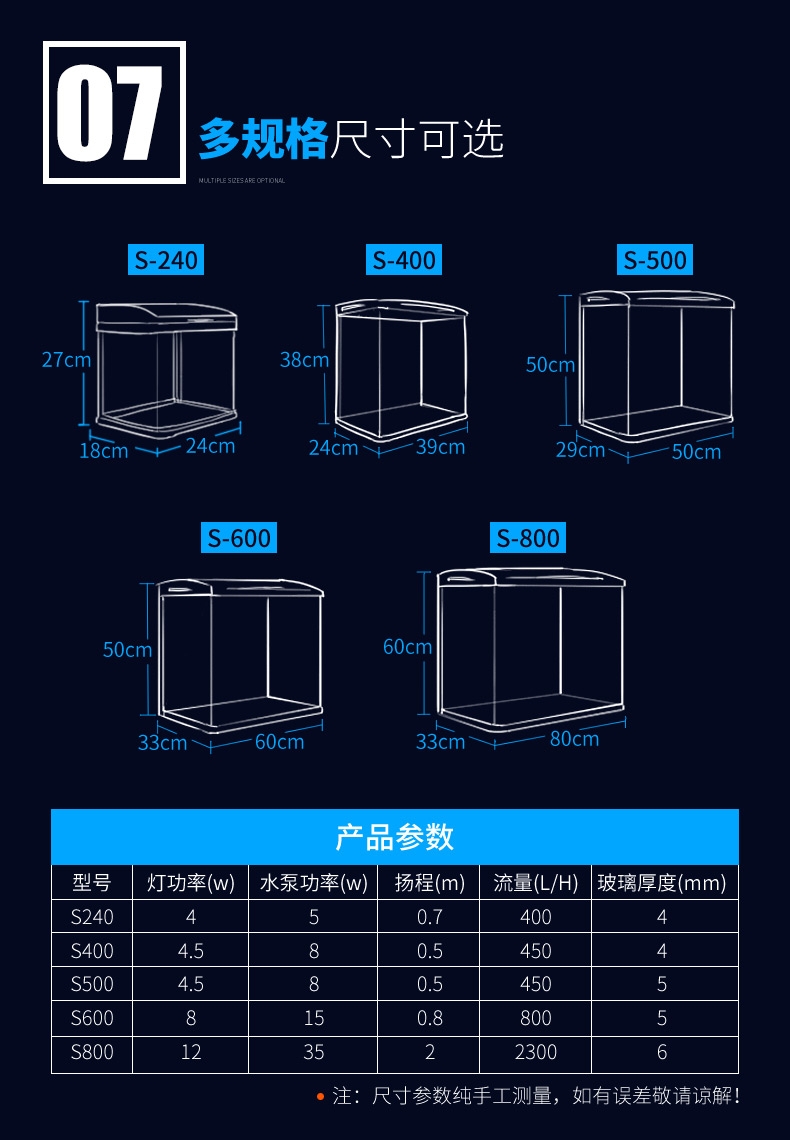 07
多规格尺寸可选
MULTIPLE SIZES ARE OPTIONAL
S-240
S-400
S-500
27cm
18cm
24cm
38cm
24cm
39cm
50cm
29cm
50cm
S-600
S-800
50cm
33cm
60cm
60cm
33cm
80cm
产品参数
型号 灯功率(w) 水泵功率(w) 扬程(m) 流量(L/H) 玻璃厚度(mm)
S240 4 5 0.7 400 4
S400 4.5 8 0.5 450 4
S500 4.5 8 0.5 450 5
S600 8 15 0.8 800 5
S800 12 35 2 2300 6
注：尺寸参数纯手工测量，如有误差敬请谅解！